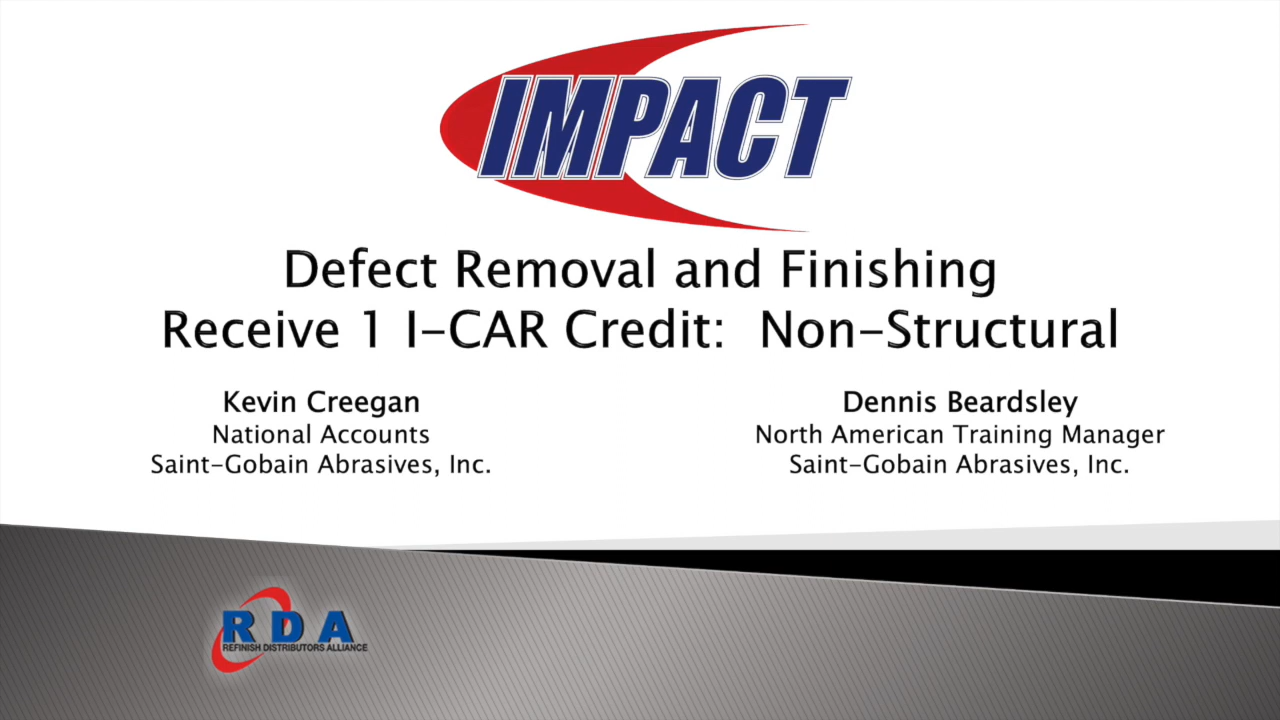 IMPACT
Defect Removal and Finishing
Receive 1 I-CAR Credit: Non-Structural
Kevin Creegan
National Accounts
Saint-Gobain Abrasives, Inc.
Dennis Beardsley
North American Training Manager
Saint-Gobain Abrasives, Inc.
RDA
REFINISH DISTRIBUTORS ALLIANCE